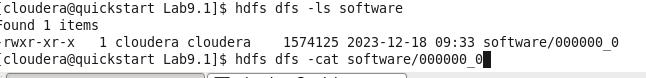 [cloudera@quickstart Lab9.1]$ hdfs dfs -ls software
Found 1 items
-rwxr-xr-x   1 cloudera cloudera    1574125 2023-12-18 09:33 software/000000_0
[cloudera@quickstart Lab9.1]$ hdfs dfs -cat software/000000_0